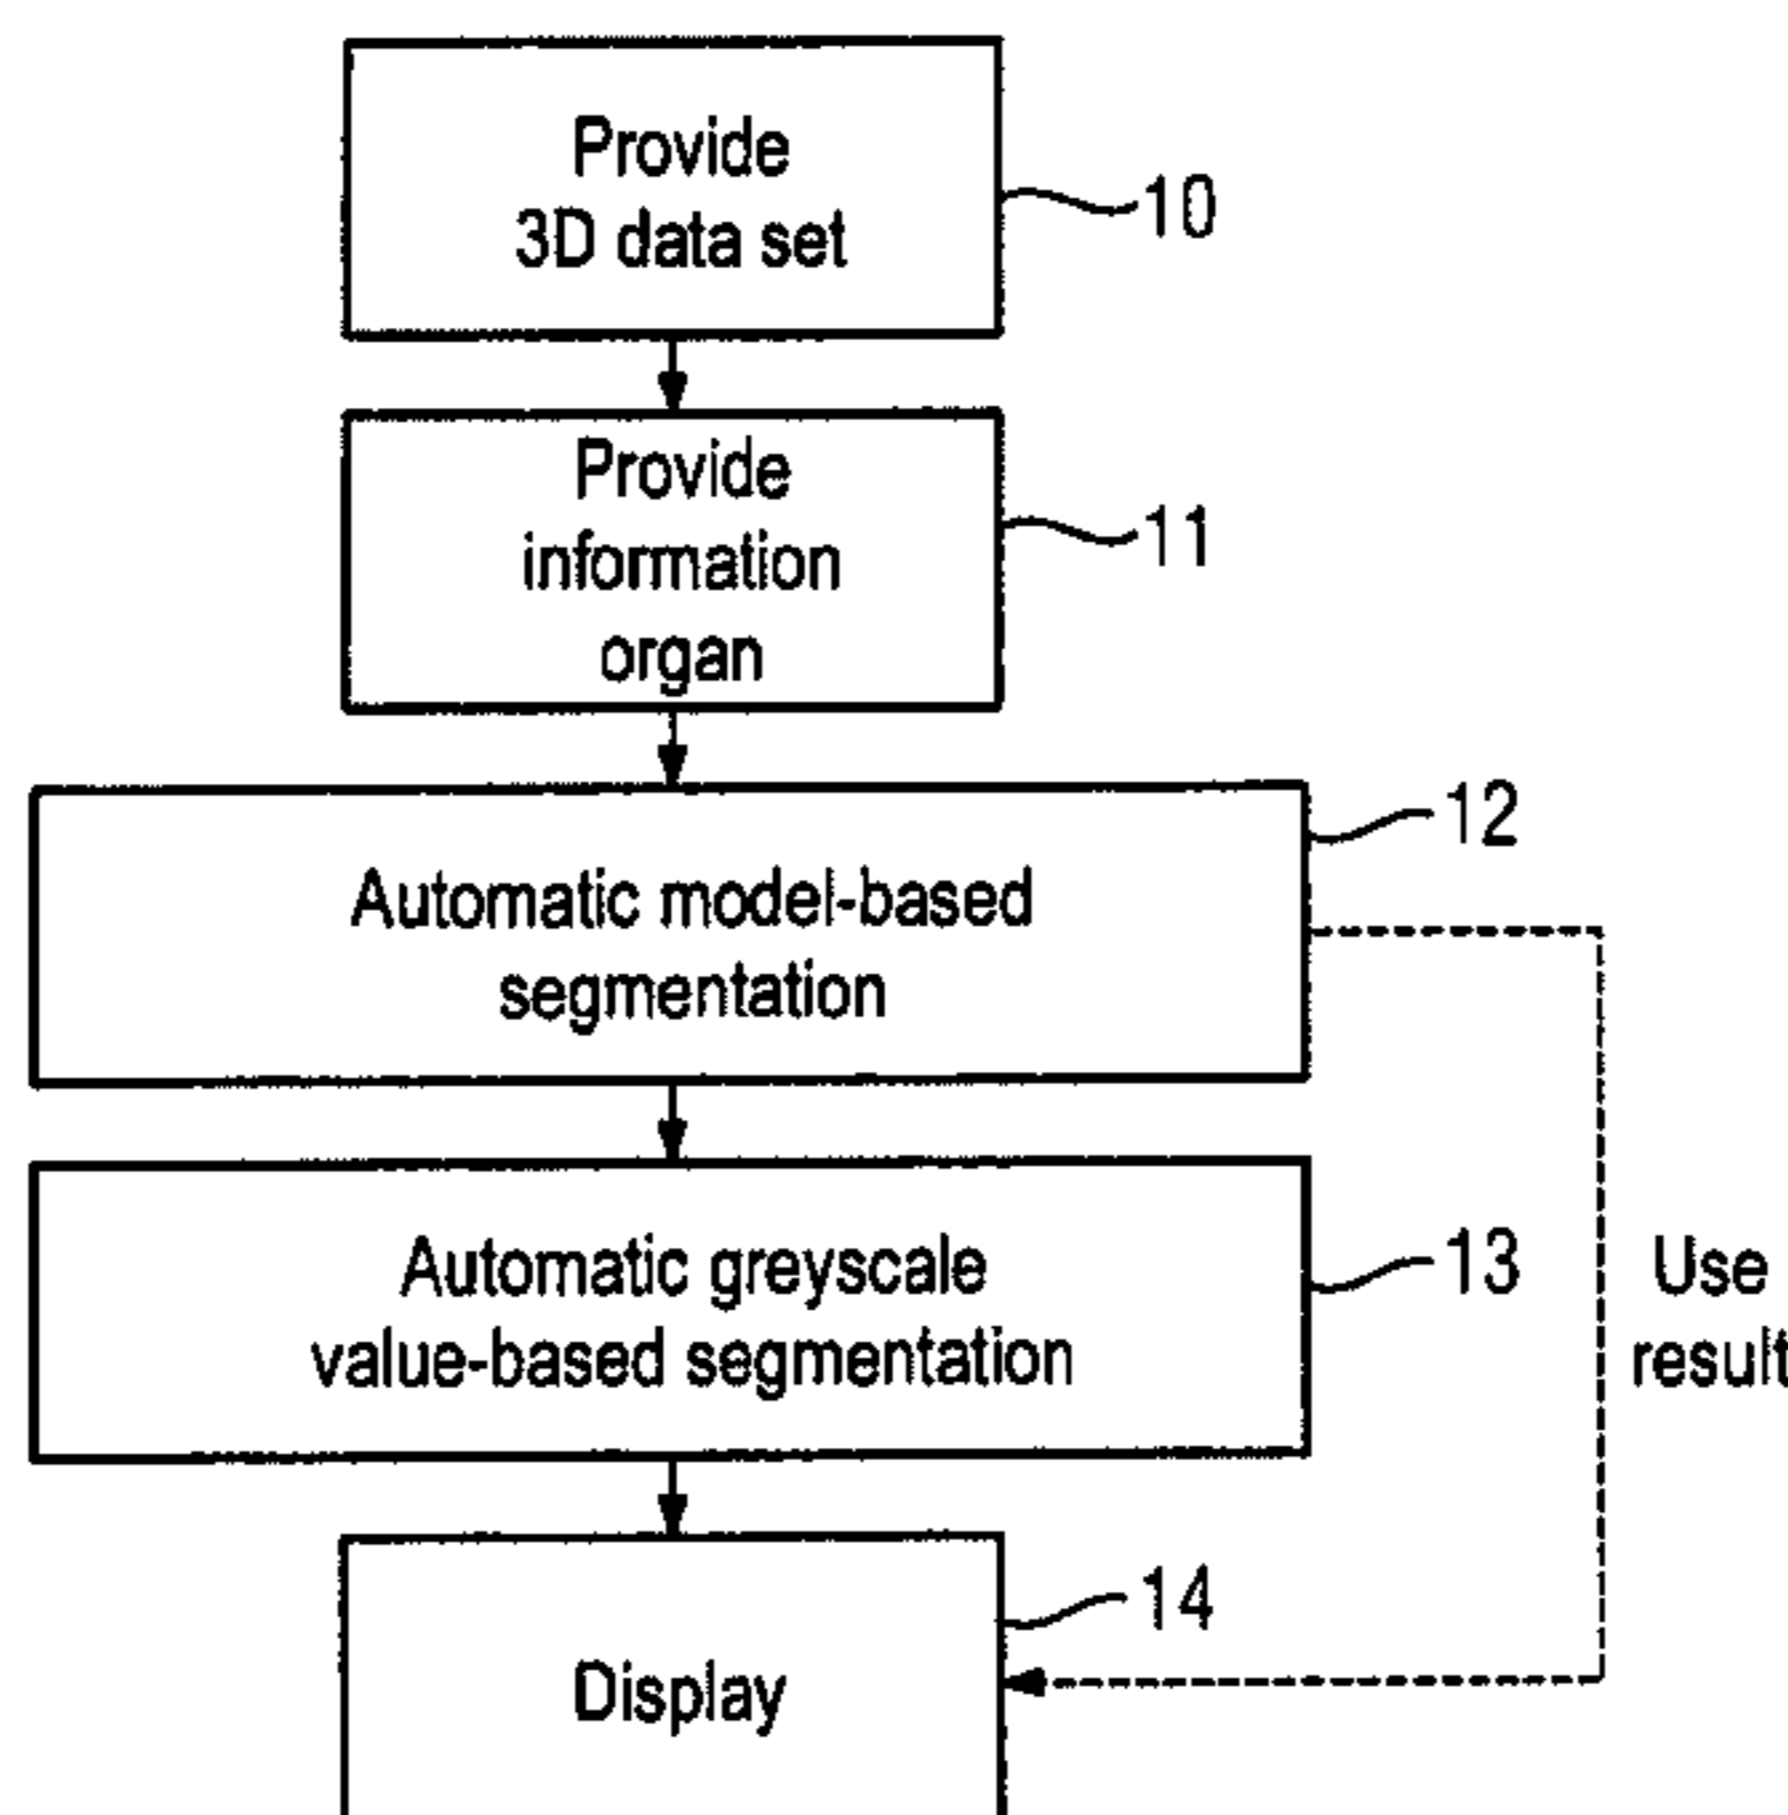 Provide
3D data set
10
Provide
information
organ
11
12
Automatic model-based
segmentation
Automatic greyscale
value-based segmentation
13
Use
result
14
Display